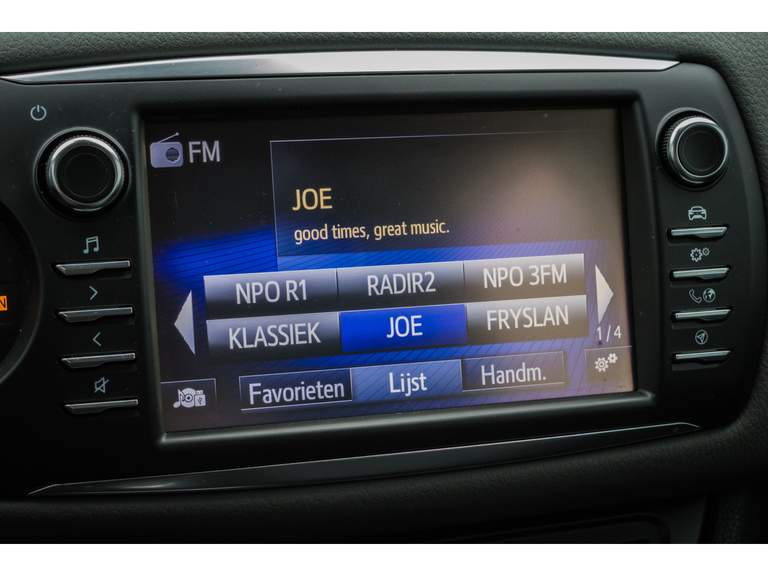 FM
JOE
good times, great music.
NPO R1 RADIR2 NPO 3FM
KLASSIEK JOE FRYSLAN
1/4
Favorieten Lijst Handm.